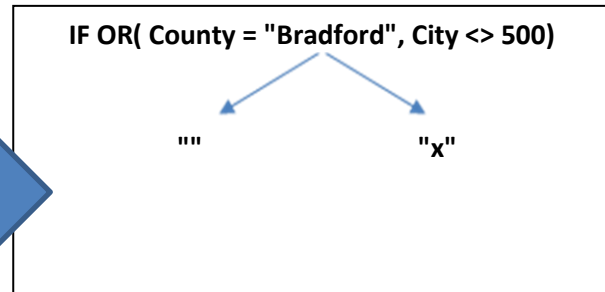 IF OR( County = "Bradford", City <> 500)
"" "x"